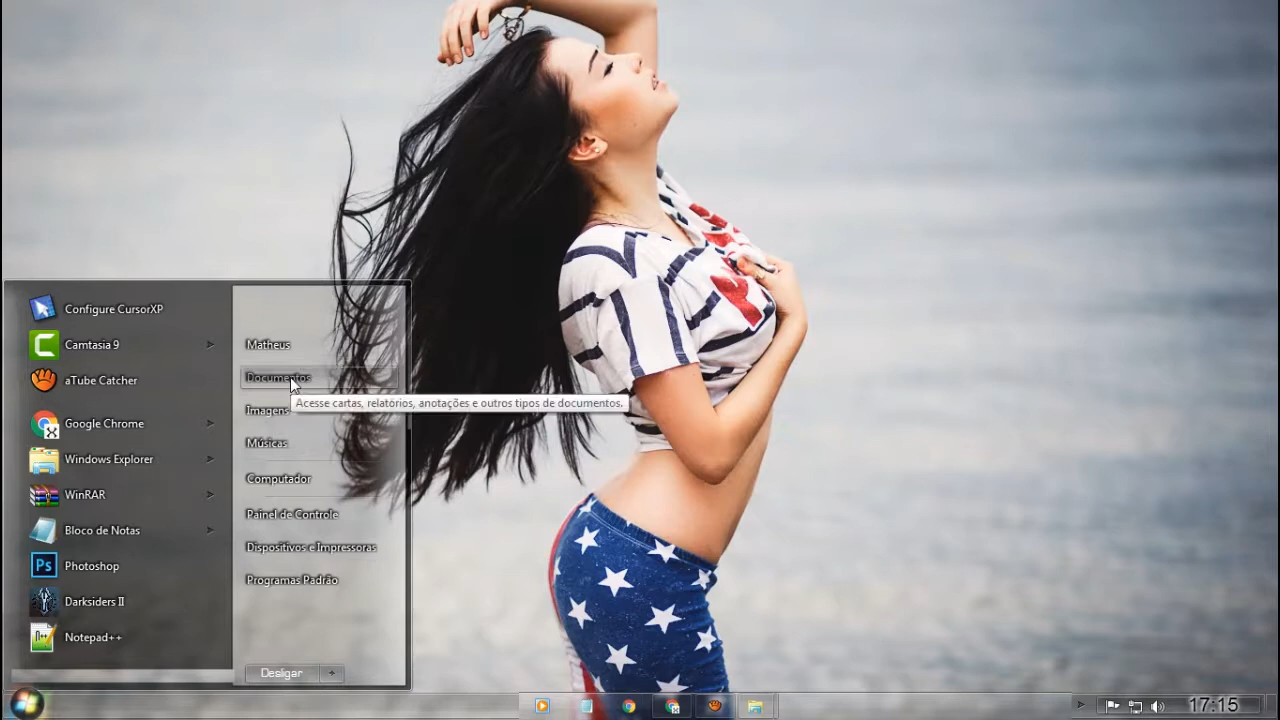 Configure CursorXP
Camtasia 9
aTube Catcher
Google Chrome
Windows Explorer
WinRAR
Bloco de Notas
Ps
Photoshop
Darksiders II
Notepad++
Matheus
Documentos
Acesse cartas, relatórios, anotações e outros tipos de documentos.
Imagens
Músicas
Computador
Painel de Controle
Dispositivos e Impressoras
Programas Padrão
Desligar
17:15